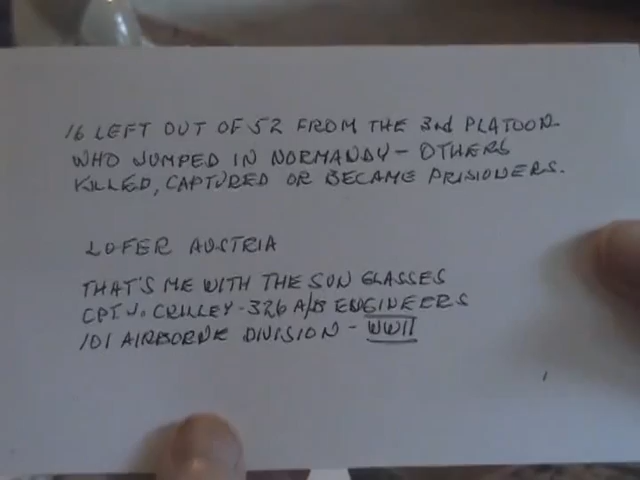 16 LEFT OUT OF 52 FROM THE 3rd PLATOON
WHO JUMPED IN NORMANDY - OTHERS
KILLED, CAPTURED OR BECAME PRISIONERS.
LOFER AUSTRIA
THAT'S ME WITH THE SUN GLASSES
CPT J. CRILLEY - 326 A/B ENGINEERS
101 AIRBORNE DIVISION - WWII